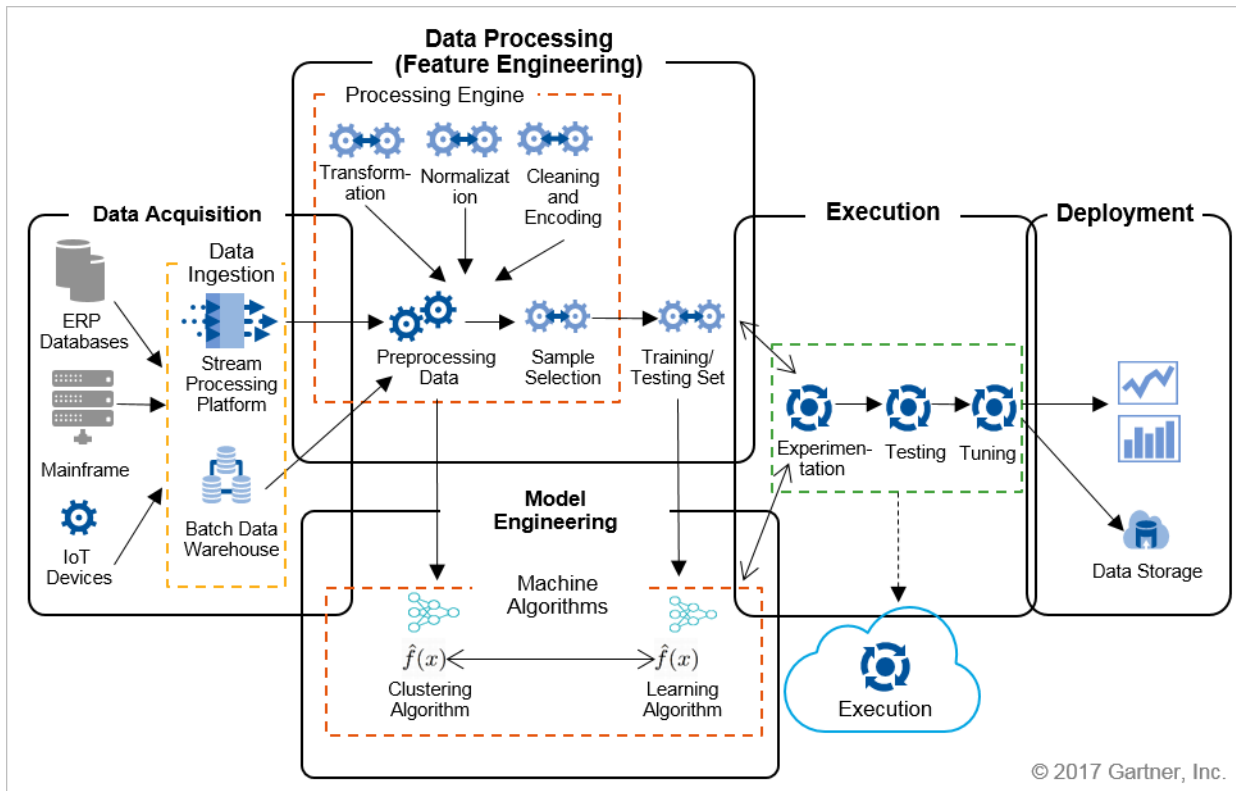 Data Processing
(Feature Engineering)
Processing Engine
Transform-
ation
Normalizat
ion
Cleaning
and
Encoding
Data Acquisition
Execution
Deployment
Data
Ingestion
ERP
Databases
Stream
Processing
Platform
Preprocessing
Data
Sample
Selection
Training/
Testing Set
Mainframe
Experimen-
tation
Testing
Tuning
Batch Data
Warehouse
IoT
Devices
Model
Engineering
Data Storage
Machine
Algorithms
f̂(x)
f̂(x)
Clustering
Algorithm
Learning
Algorithm
Execution
© 2017 Gartner, Inc.